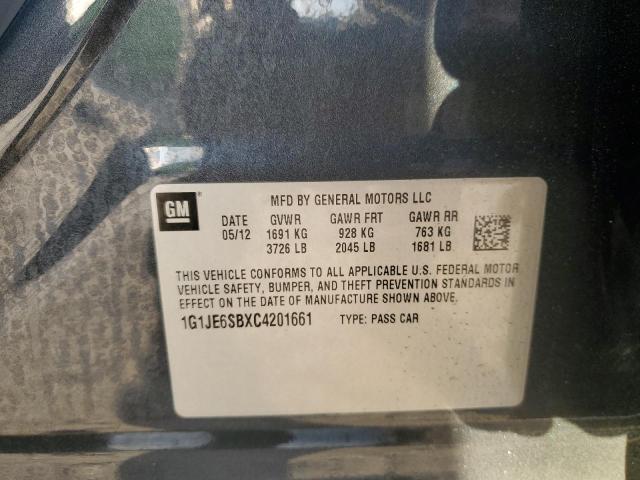 GM
MFD BY GENERAL MOTORS LLC
DATE GVWR GAWR FRT GAWR RR
05/12 1691 KG 928 KG 763 KG
3726 LB 2045 LB 1681 LB
THIS VEHICLE CONFORMS TO ALL APPLICABLE U.S. FEDERAL MOTOR
VEHICLE SAFETY, BUMPER, AND THEFT PREVENTION STANDARDS IN
EFFECT ON THE DATE OF MANUFACTURE SHOWN ABOVE.
1G1JE6SBXC4201661 TYPE: PASS CAR